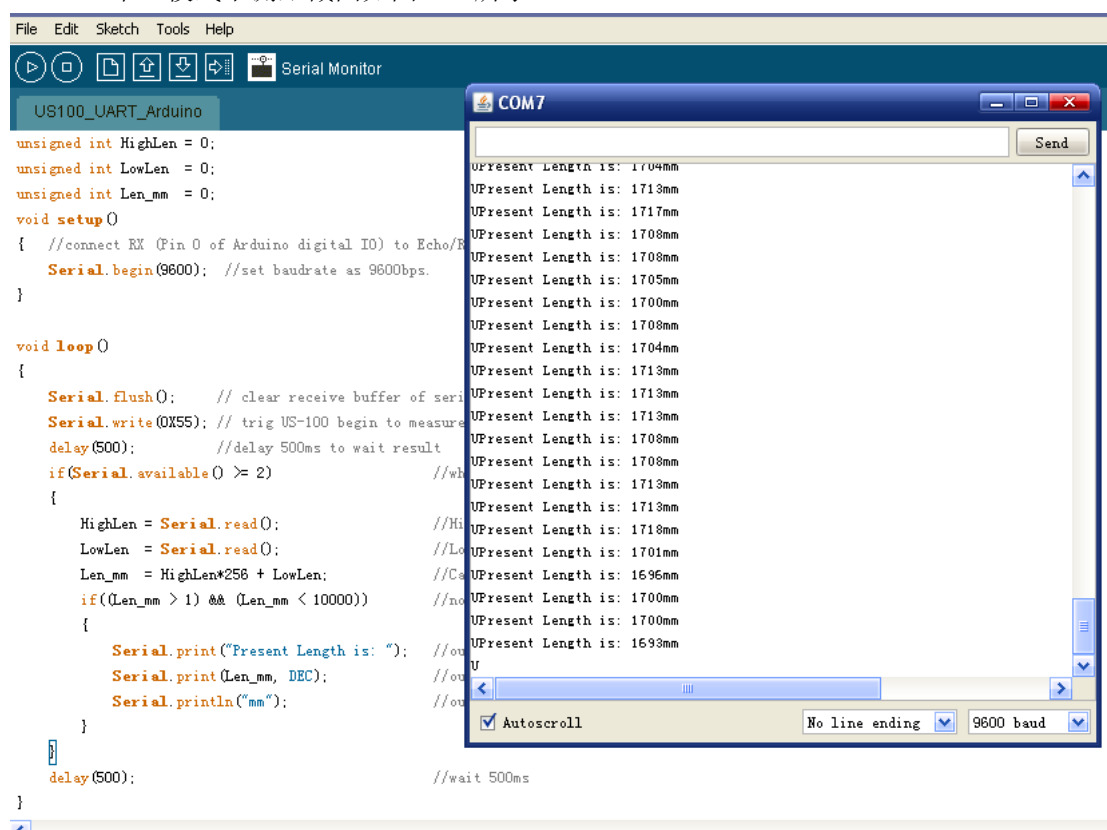 File Edit Sketch Tools Help
Serial Monitor
US100_UART_Arduino
unsigned int HighLen = 0;
unsigned int LowLen  = 0;
unsigned int Len_mm  = 0;
void setup()
{   //connect RX (Pin 0 of Arduino digital IO) to Echo/R
    Serial.begin(9600);  //set baudrate as 9600bps.
}
void loop()
{
    Serial.flush();     // clear receive buffer of seri
    Serial.write(0X55); // trig US-100 begin to measure
    delay(500);         //delay 500ms to wait result
    if(Serial.available() >= 2)                    //wh
    {
        HighLen = Serial.read();                   //Hi
        LowLen  = Serial.read();                   //Lo
        Len_mm  = HighLen*256 + LowLen;            //Ca
        if((Len_mm > 1) && (Len_mm < 10000))       //no
        {
            Serial.print("Present Length is: ");   //ou
            Serial.print(Len_mm, DEC);             //ou
            Serial.println("mm");                  //ou
        }
    }
    delay(500);                                    //wait 500ms
}
COM7
Send
UPresent Length is: 1704mm
UPresent Length is: 1713mm
UPresent Length is: 1717mm
UPresent Length is: 1708mm
UPresent Length is: 1708mm
UPresent Length is: 1705mm
UPresent Length is: 1700mm
UPresent Length is: 1708mm
UPresent Length is: 1704mm
UPresent Length is: 1713mm
UPresent Length is: 1713mm
UPresent Length is: 1713mm
UPresent Length is: 1708mm
UPresent Length is: 1708mm
UPresent Length is: 1713mm
UPresent Length is: 1713mm
UPresent Length is: 1718mm
UPresent Length is: 1701mm
UPresent Length is: 1696mm
UPresent Length is: 1700mm
UPresent Length is: 1700mm
UPresent Length is: 1693mm
U
Autoscroll
No line ending
9600 baud